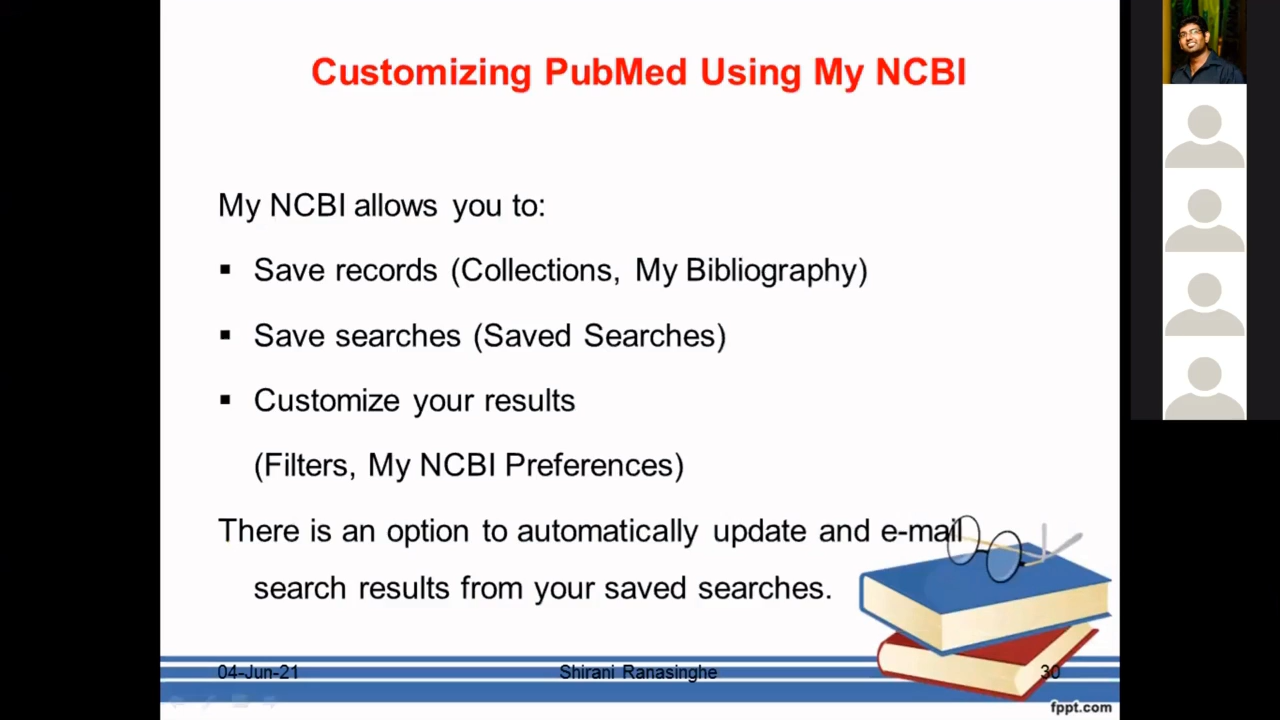 Customizing PubMed Using My NCBI
My NCBI allows you to:
▪ Save records (Collections, My Bibliography)
▪ Save searches (Saved Searches)
▪ Customize your results
(Filters, My NCBI Preferences)
There is an option to automatically update and e-mail
search results from your saved searches.
04-Jun-21 Shirani Ranasinghe 30
fppt.com